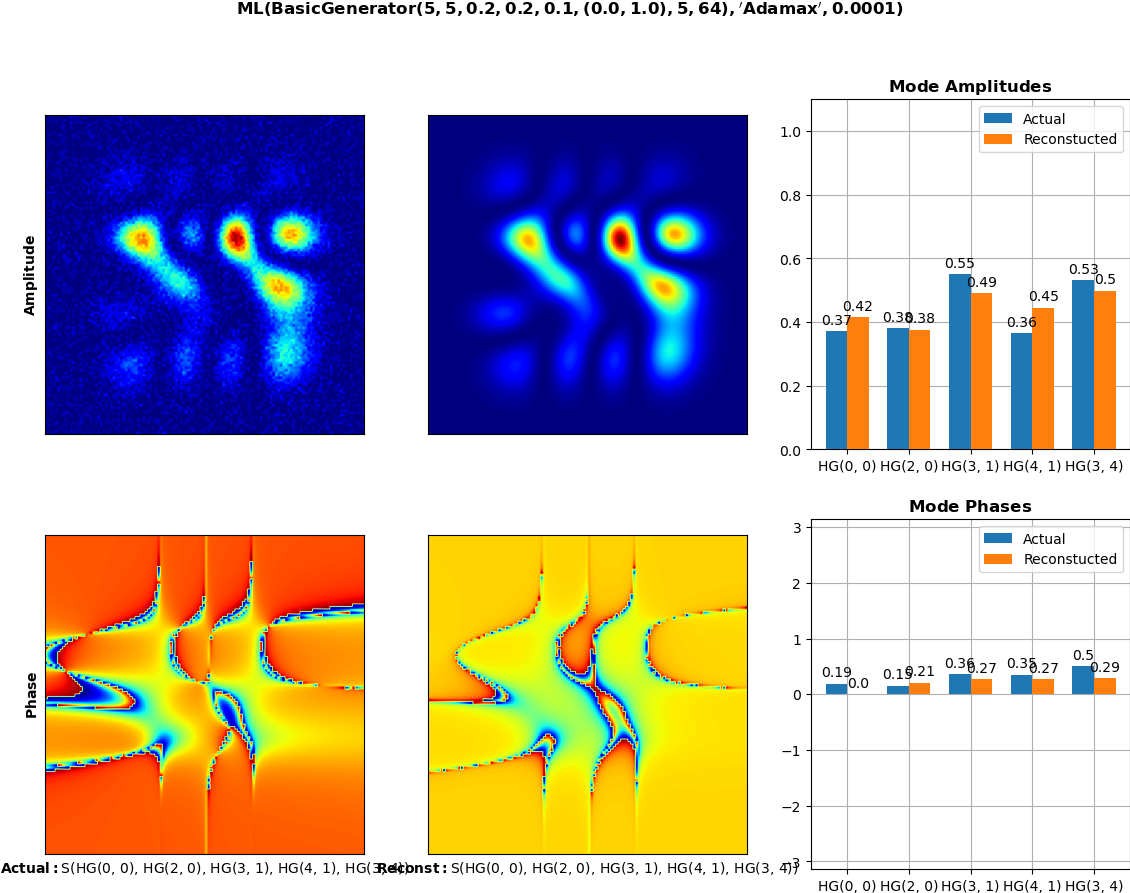 ML(BasicGenerator(5, 5, 0.2, 0.2, 0.1, (0.0, 1.0), 5, 64), 'Adamax', 0.0001)
Mode Amplitudes
Actual
Reconstucted
1.0
0.8
0.6
0.4
0.2
0.0
0.37
0.42
0.38
0.38
0.55
0.49
0.36
0.45
0.53
0.5
HG(0, 0)
HG(2, 0)
HG(3, 1)
HG(4, 1)
HG(3, 4)
Amplitude
Mode Phases
Actual
Reconstucted
3
2
1
0
−1
−2
−3
0.19
0.0
0.15
0.21
0.36
0.27
0.35
0.27
0.5
0.29
HG(0, 0)
HG(2, 0)
HG(3, 1)
HG(4, 1)
HG(3, 4)
Phase
Actual: S(HG(0, 0), HG(2, 0), HG(3, 1), HG(4, 1), HG(3, 4))
Reconst: S(HG(0, 0), HG(2, 0), HG(3, 1), HG(4, 1), HG(3, 4))